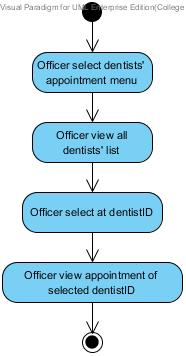 Visual Paradigm for UML Enterprise Edition(College
Officer select dentists'
appointment menu
Officer view all
dentists' list
Officer select at dentistID
Officer view appointment of
selected dentistID